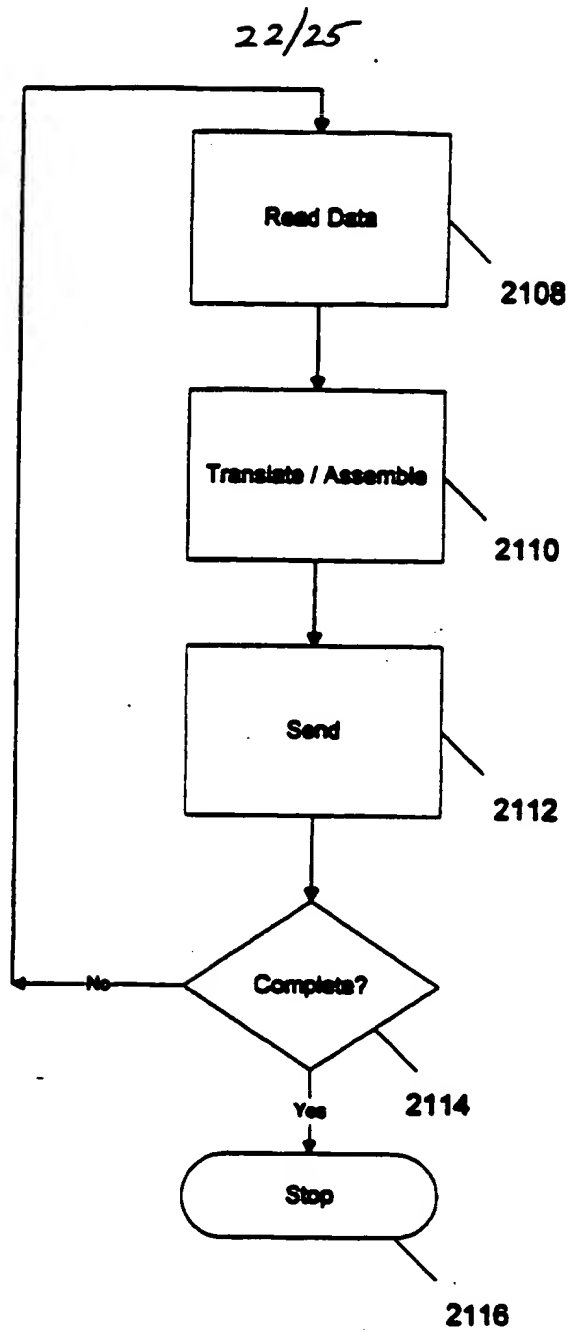 22/25
Read Data
2108
Translate / Assemble
2110
Send
2112
Complete?
No
2114
Yes
Stop
2116